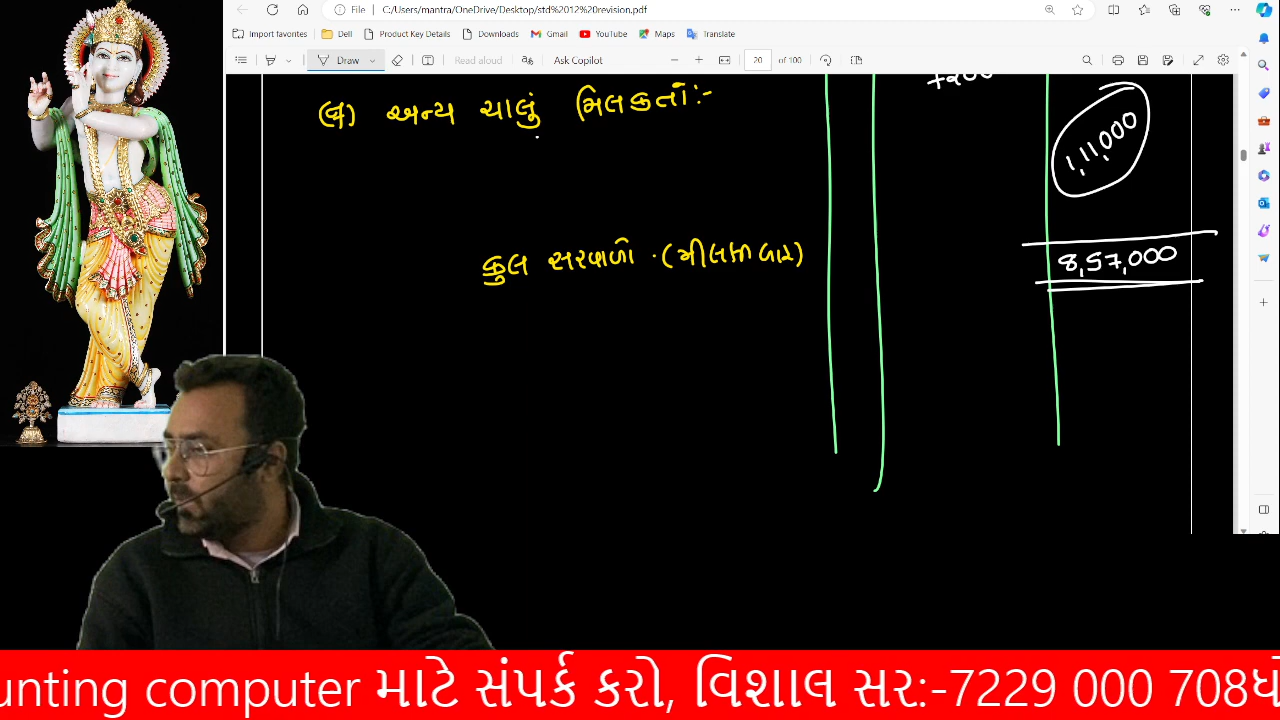 File | C:/Users/mantra/OneDrive/Desktop/std%2012%20revision.pdf
Import favorites Dell Product Key Details Downloads Gmail YouTube Maps Translate
Draw Read aloud Ask Copilot 20 of 100
અન્ય ચાલું મિલકતો:-
1,11,000
કુલ સરવાળો
8,57,000
unting computer માટે સંપર્ક કરો, વિશાલ સર:-7229 000 708